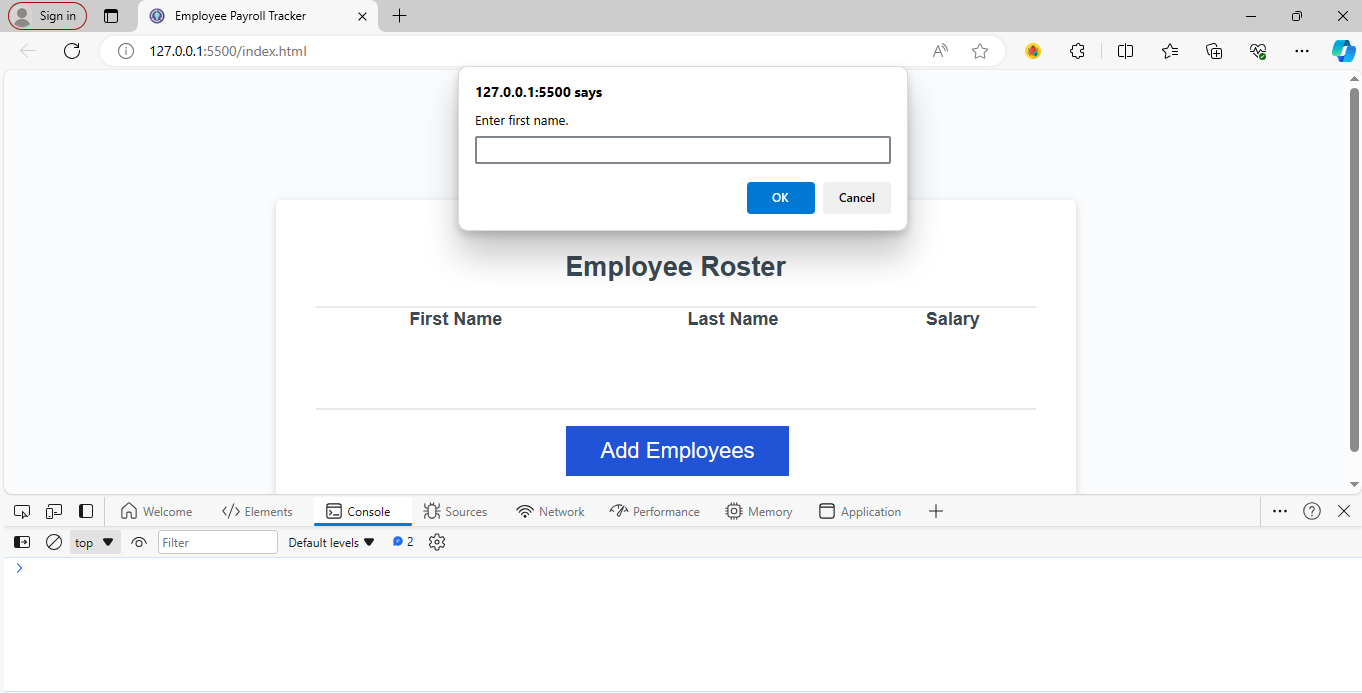 Sign in
Employee Payroll Tracker
127.0.0.1:5500/index.html
127.0.0.1:5500 says
Enter first name.
OK Cancel
Employee Roster
First Name Last Name Salary
Add Employees
Welcome Elements Console Sources Network Performance Memory Application
top Filter Default levels 2